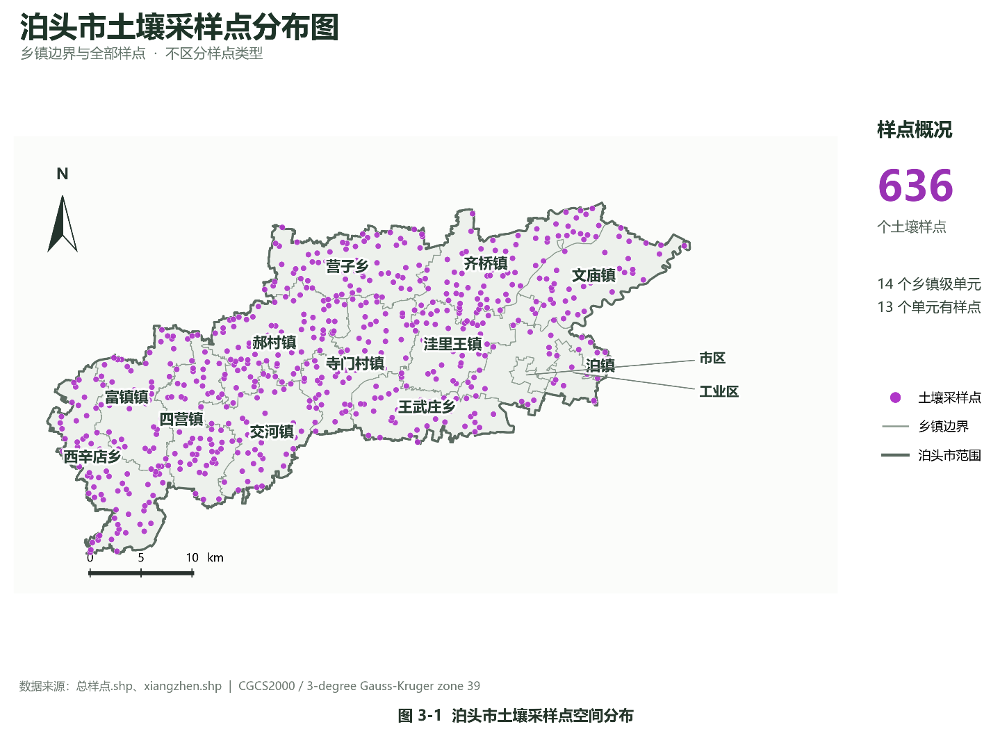 泊头市土壤采样点分布图
乡镇边界与全部样点 · 不区分样点类型
样点概况
636
个土壤样点
14 个乡镇级单元
13 个单元有样点
N
营子乡
齐桥镇
文庙镇
郝村镇
洼里王镇
寺门村镇
泊镇
市区
工业区
富镇镇
王武庄乡
四营镇
交河镇
西辛店乡
土壤采样点
乡镇边界
泊头市范围
0 5 10 km
数据来源：总样点.shp、xiangzhen.shp | CGCS2000 / 3-degree Gauss-Kruger zone 39
图 3-1 泊头市土壤采样点空间分布